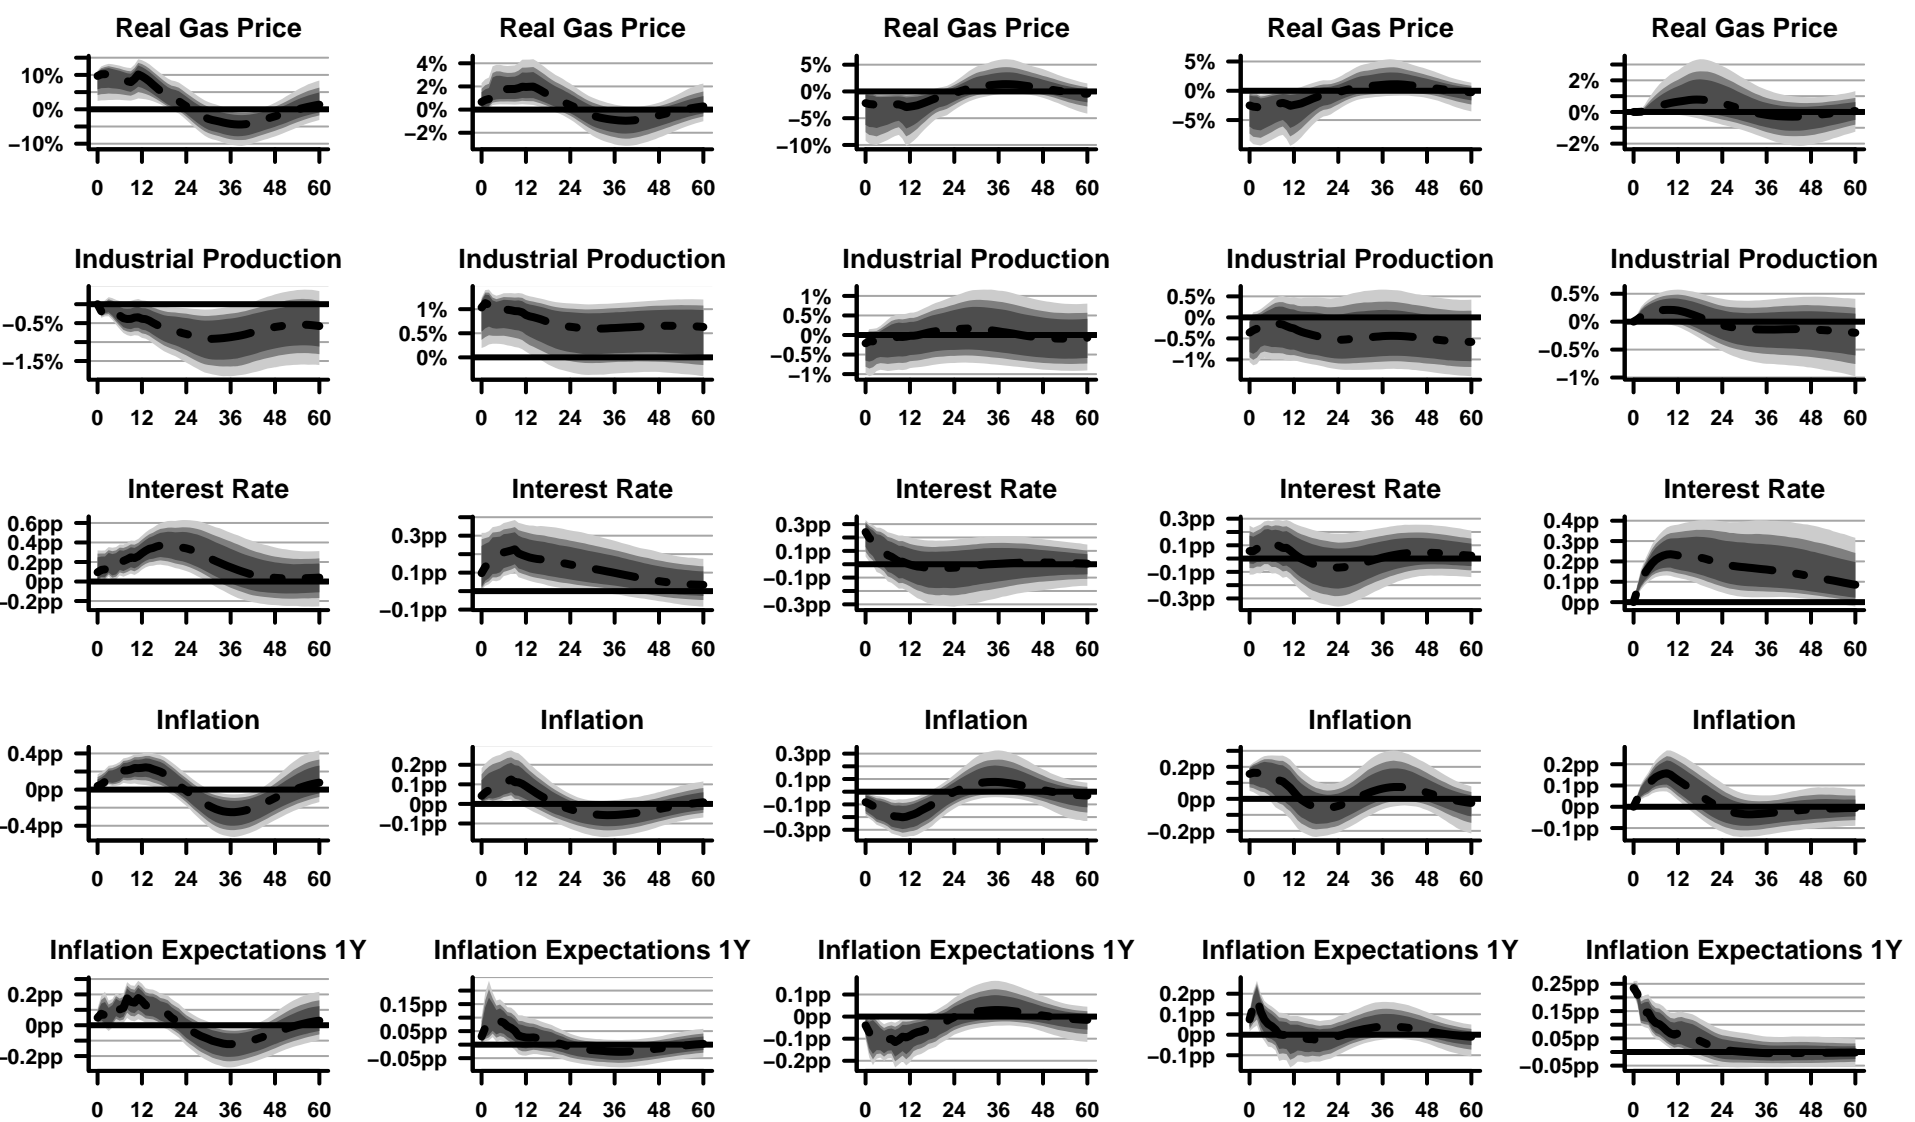 Real Gas Price Real Gas Price Real Gas Price Real Gas Price Real Gas Price
10%
0%
−10%
0 12 24 36 48 60
4%
2%
0%
−2%
0 12 24 36 48 60
5%
0%
−5%
−10%
0 12 24 36 48 60
5%
0%
−5%
0 12 24 36 48 60
2%
0%
−2%
0 12 24 36 48 60
Industrial Production Industrial Production Industrial Production Industrial Production Industrial Production
−0.5%
−1.5%
0 12 24 36 48 60
1%
0.5%
0%
0 12 24 36 48 60
1%
0.5%
0%
−0.5%
−1%
0 12 24 36 48 60
0.5%
0%
−0.5%
−1%
0 12 24 36 48 60
0.5%
0%
−0.5%
−1%
0 12 24 36 48 60
Interest Rate Interest Rate Interest Rate Interest Rate Interest Rate
0.6pp
0.4pp
0.2pp
0pp
−0.2pp
0 12 24 36 48 60
0.3pp
0.1pp
−0.1pp
0 12 24 36 48 60
0.3pp
0.1pp
−0.1pp
−0.3pp
0 12 24 36 48 60
0.3pp
0.1pp
−0.1pp
−0.3pp
0 12 24 36 48 60
0.4pp
0.3pp
0.2pp
0.1pp
0pp
0 12 24 36 48 60
Inflation Inflation Inflation Inflation Inflation
0.4pp
0pp
−0.4pp
0 12 24 36 48 60
0.2pp
0.1pp
0pp
−0.1pp
0 12 24 36 48 60
0.3pp
0.1pp
−0.1pp
−0.3pp
0 12 24 36 48 60
0.2pp
0pp
−0.2pp
0 12 24 36 48 60
0.2pp
0.1pp
0pp
−0.1pp
0 12 24 36 48 60
Inflation Expectations 1Y Inflation Expectations 1Y Inflation Expectations 1Y Inflation Expectations 1Y Inflation Expectations 1Y
0.2pp
0pp
−0.2pp
0 12 24 36 48 60
0.15pp
0.05pp
−0.05pp
0 12 24 36 48 60
0.1pp
0pp
−0.1pp
−0.2pp
0 12 24 36 48 60
0.2pp
0.1pp
0pp
−0.1pp
0 12 24 36 48 60
0.25pp
0.15pp
0.05pp
0.05pp
−0.05pp
0 12 24 36 48 60